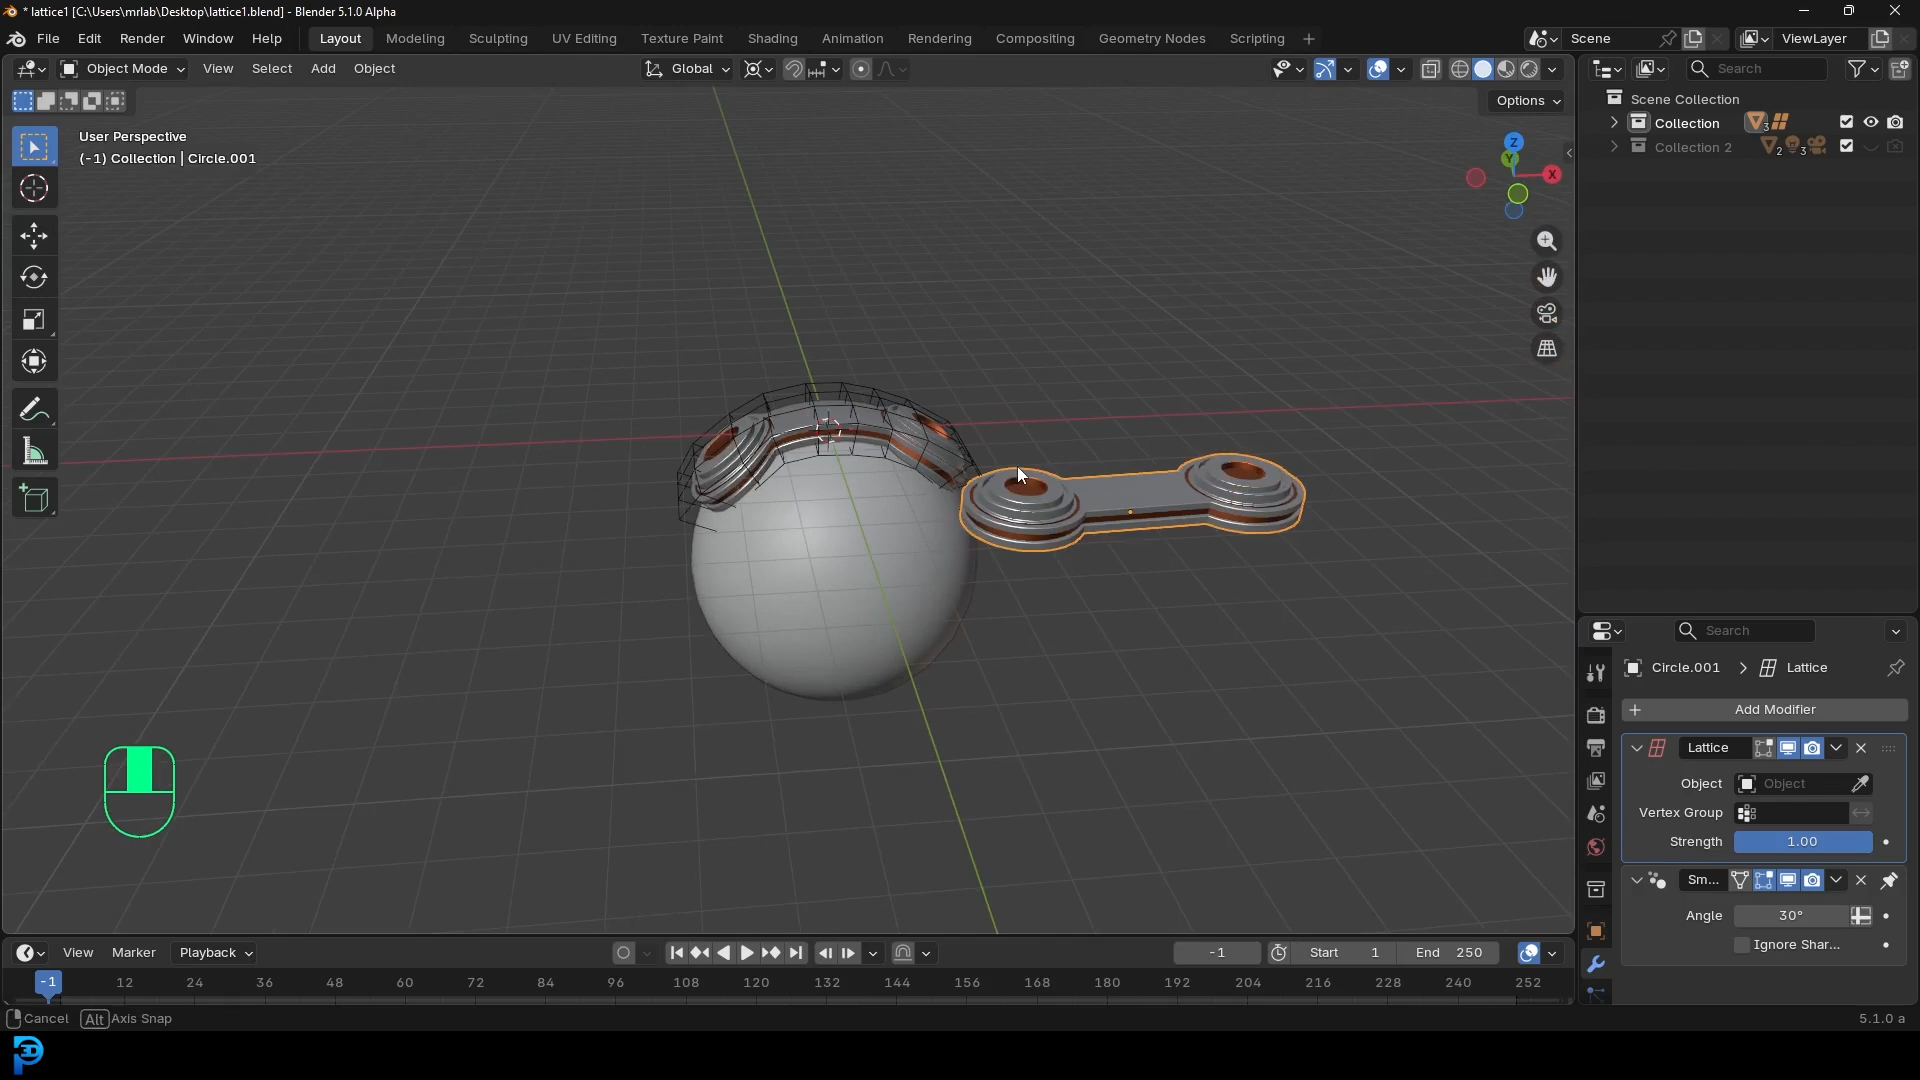 * lattice1 [C:\Users\mrlab\Desktop\lattice1.blend] - Blender 5.1.0 Alpha
File Edit Render Window Help Layout Modeling Sculpting UV Editing Texture Paint Shading Animation Rendering Compositing Geometry Nodes Scripting + Scene ViewLayer
Object Mode View Select Add Object Global Search
Options
User Perspective
(-1) Collection | Circle.001
Z
Y
X
Scene Collection
Collection 3
Collection 2 2 3
Search
Circle.001 > Lattice
+ Add Modifier
Lattice
Object Object
Vertex Group
Strength 1.00
Sm...
Angle 30°
Ignore Shar...
View Marker Playback -1 Start 1 End 250
-1 12 24 36 48 60 72 84 96 108 120 132 144 156 168 180 192 204 216 228 240 252
Cancel Alt Axis Snap 5.1.0 a
3D